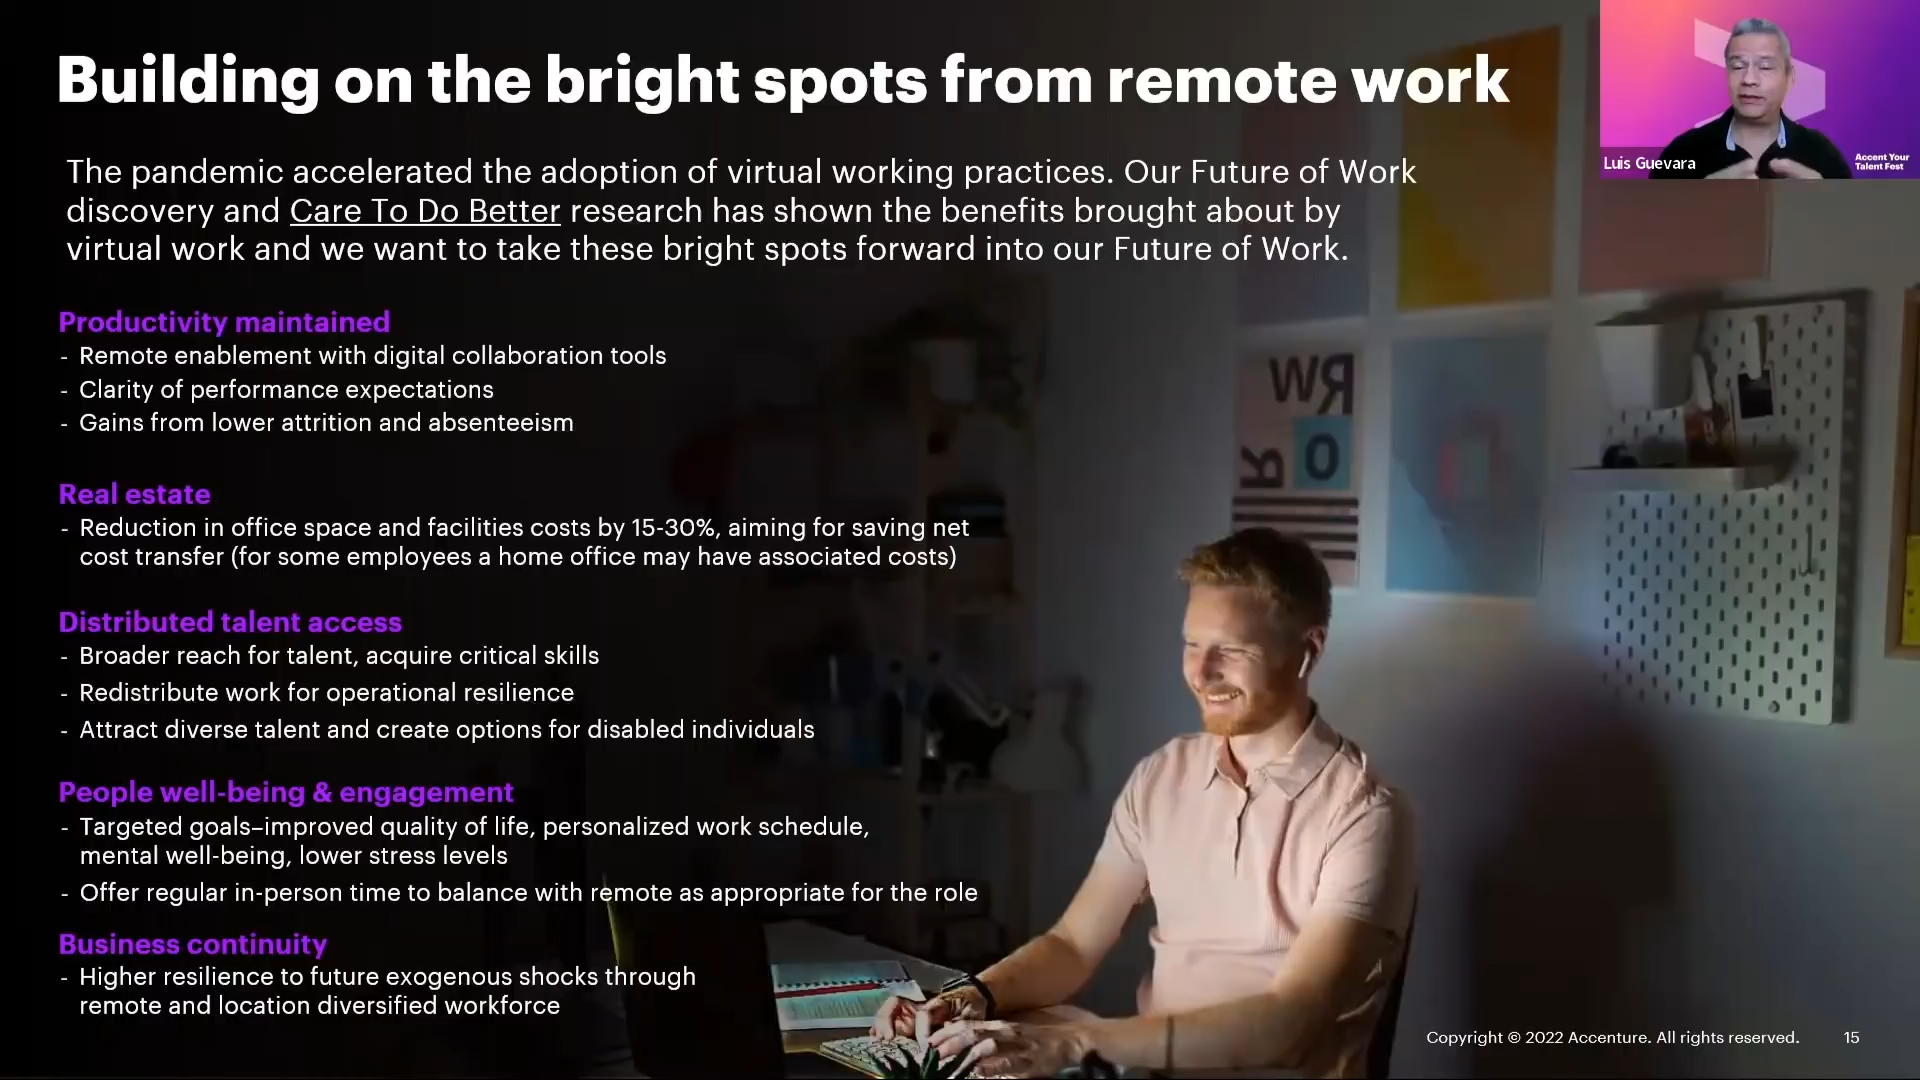 Building on the bright spots from remote work
The pandemic accelerated the adoption of virtual working practices. Our Future of Work
discovery and Care To Do Better research has shown the benefits brought about by
virtual work and we want to take these bright spots forward into our Future of Work.
Luis Guevara
Accent Your
Talent Fest
Productivity maintained
- Remote enablement with digital collaboration tools
- Clarity of performance expectations
- Gains from lower attrition and absenteeism
Real estate
- Reduction in office space and facilities costs by 15-30%, aiming for saving net
cost transfer (for some employees a home office may have associated costs)
Distributed talent access
- Broader reach for talent, acquire critical skills
- Redistribute work for operational resilience
- Attract diverse talent and create options for disabled individuals
People well-being & engagement
- Targeted goals–improved quality of life, personalized work schedule,
mental well-being, lower stress levels
- Offer regular in-person time to balance with remote as appropriate for the role
Business continuity
- Higher resilience to future exogenous shocks through
remote and location diversified workforce
Copyright © 2022 Accenture. All rights reserved. 15